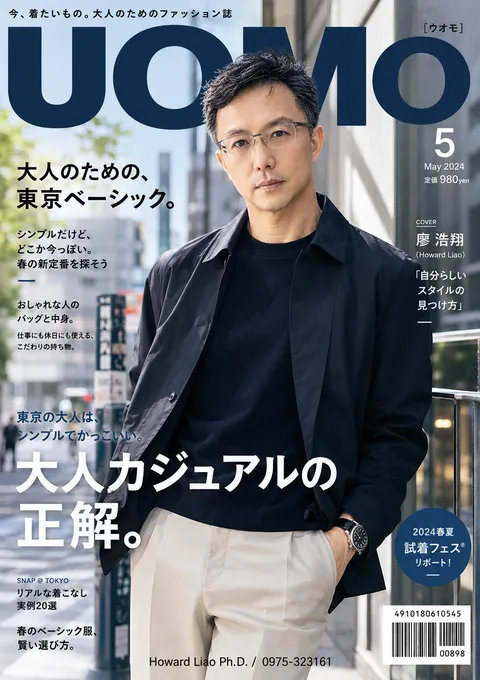 今、着たいもの。大人のためのファッション誌
UOMO
[ウオモ]
5
May 2024
定価 980yen
大人のための、
東京ベーシック。
シンプルだけど、
どこか今っぽい。
春の新定番を探そう
おしゃれな人の
バッグと中身。
仕事にも休日にも使える、
こだわりの持ち物。
COVER
廖 浩翔
(Howard Liao)
「自分らしい
スタイルの
見つけ方」
東京の大人は、
シンプルでかっこいい。
大人カジュアルの
正解。
SNAP @ TOKYO
リアルな着こなし
実例20選
春のベーシック服、
賢い選び方。
2024春夏
試着フェス®
リポート!
4910180610545
00898
Howard Liao Ph.D. / 0975-323161